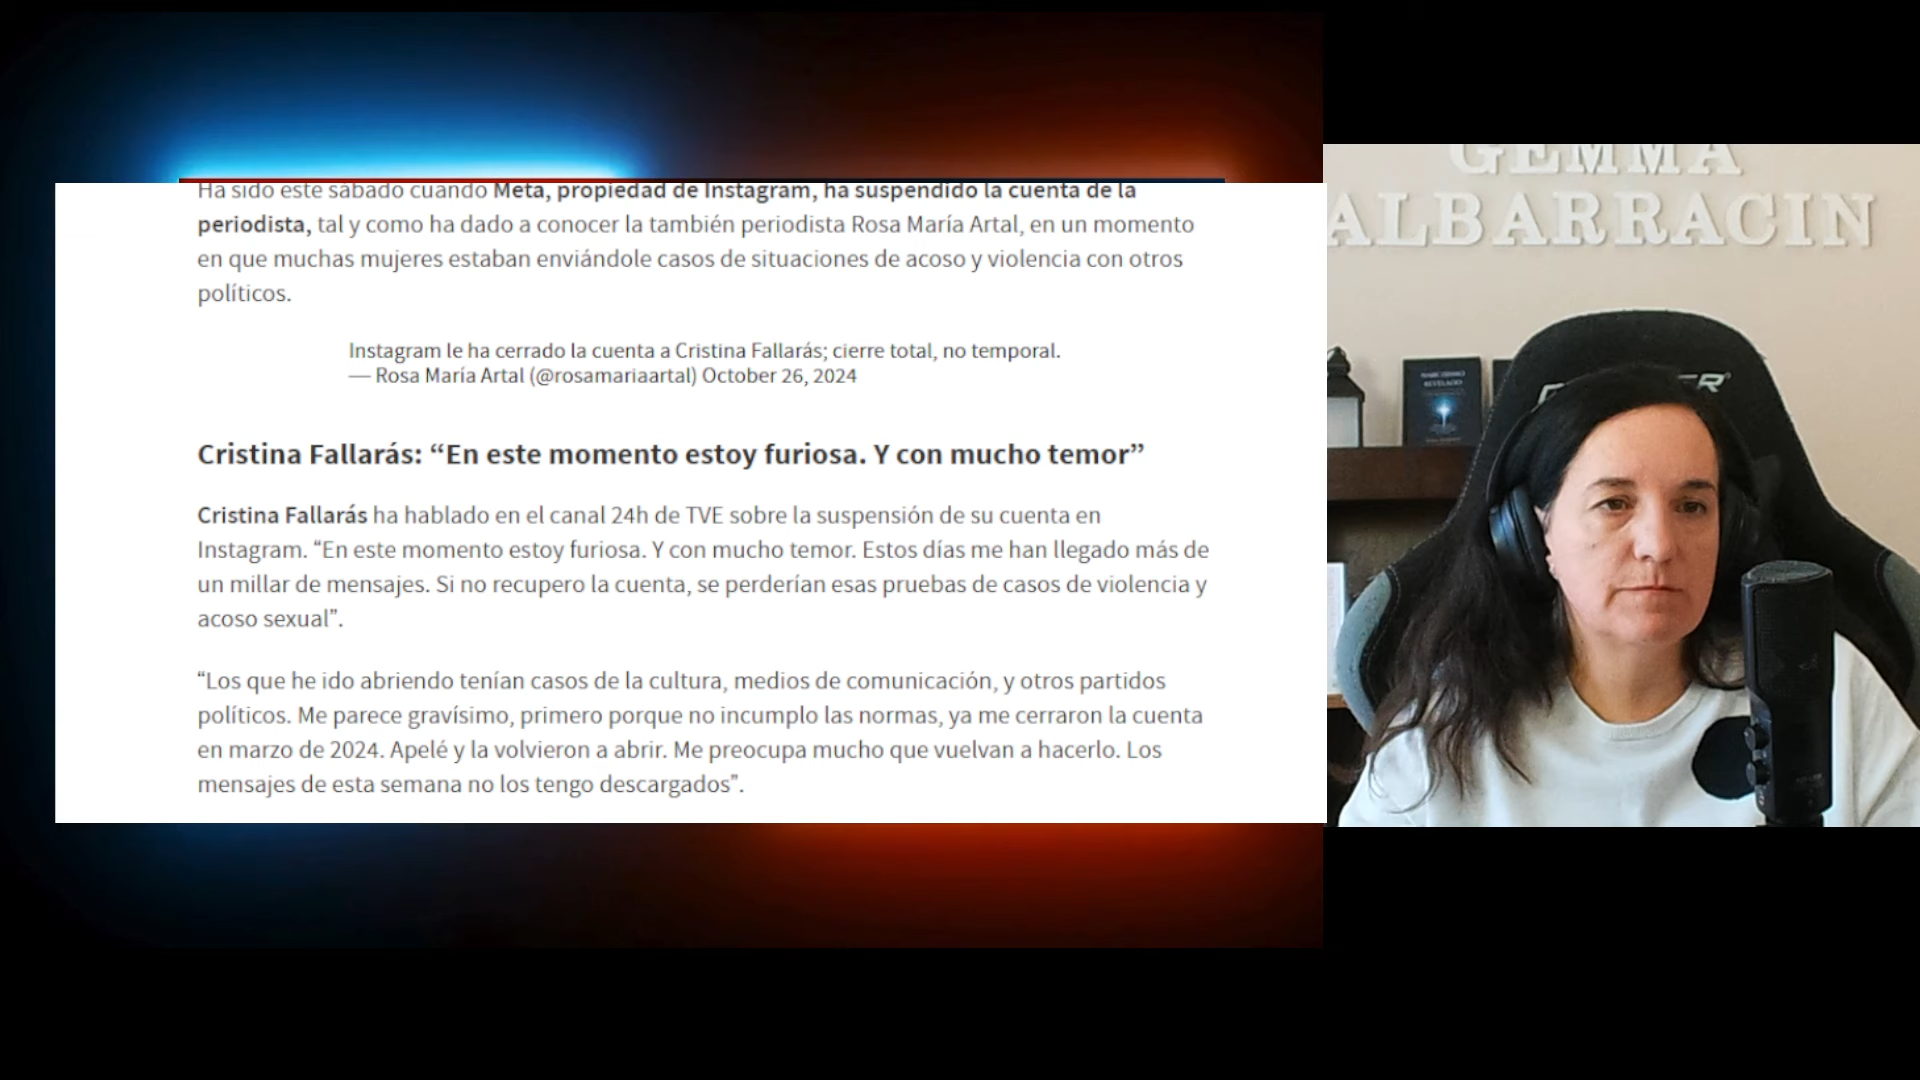 GEMMA
ALBARRACIN
Ha sido este sábado cuando Meta, propiedad de Instagram, ha suspendido la cuenta de la
periodista, tal y como ha dado a conocer la también periodista Rosa María Artal, en un momento
en que muchas mujeres estaban enviándole casos de situaciones de acoso y violencia con otros
políticos.
Instagram le ha cerrado la cuenta a Cristina Fallarás; cierre total, no temporal.
— Rosa María Artal (@rosamariaartal) October 26, 2024
Cristina Fallarás: “En este momento estoy furiosa. Y con mucho temor”
Cristina Fallarás ha hablado en el canal 24h de TVE sobre la suspensión de su cuenta en
Instagram. “En este momento estoy furiosa. Y con mucho temor. Estos días me han llegado más de
un millar de mensajes. Si no recupero la cuenta, se perderían esas pruebas de casos de violencia y
acoso sexual”.
“Los que he ido abriendo tenían casos de la cultura, medios de comunicación, y otros partidos
políticos. Me parece gravísimo, primero porque no incumplo las normas, ya me cerraron la cuenta
en marzo de 2024. Apelé y la volvieron a abrir. Me preocupa mucho que vuelvan a hacerlo. Los
mensajes de esta semana no los tengo descargados”.